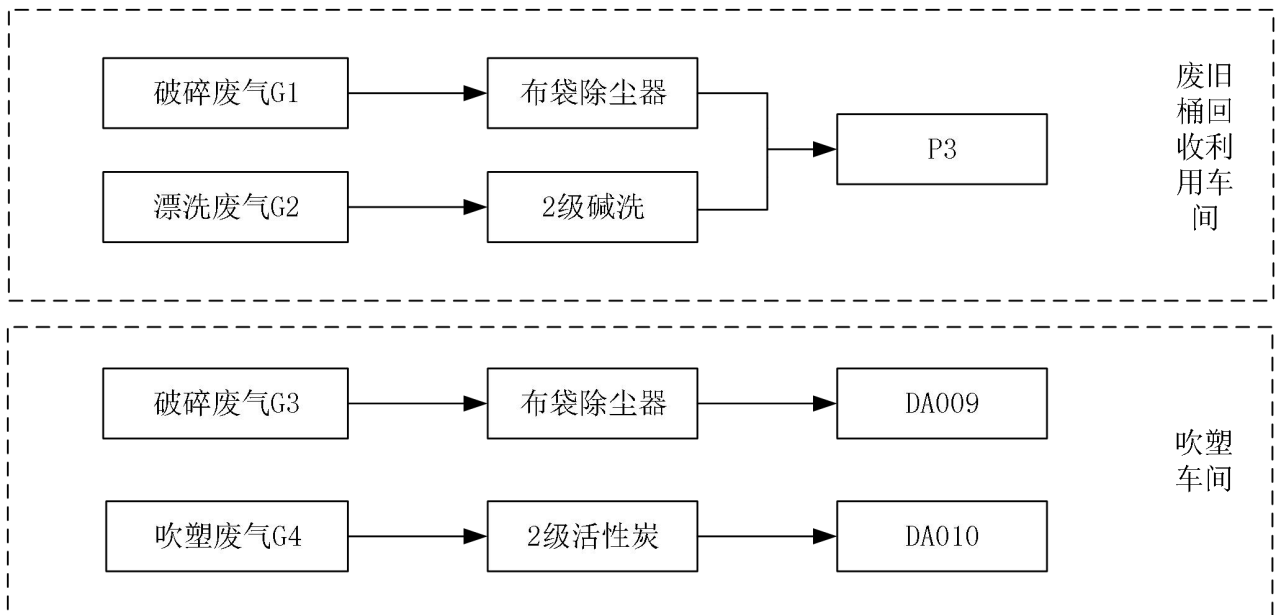 破碎废气G1
布袋除尘器
漂洗废气G2
2级碱洗
P3
废旧
桶回
收利
用车
间
破碎废气G3
布袋除尘器
DA009
吹塑废气G4
2级活性炭
DA010
吹塑
车间